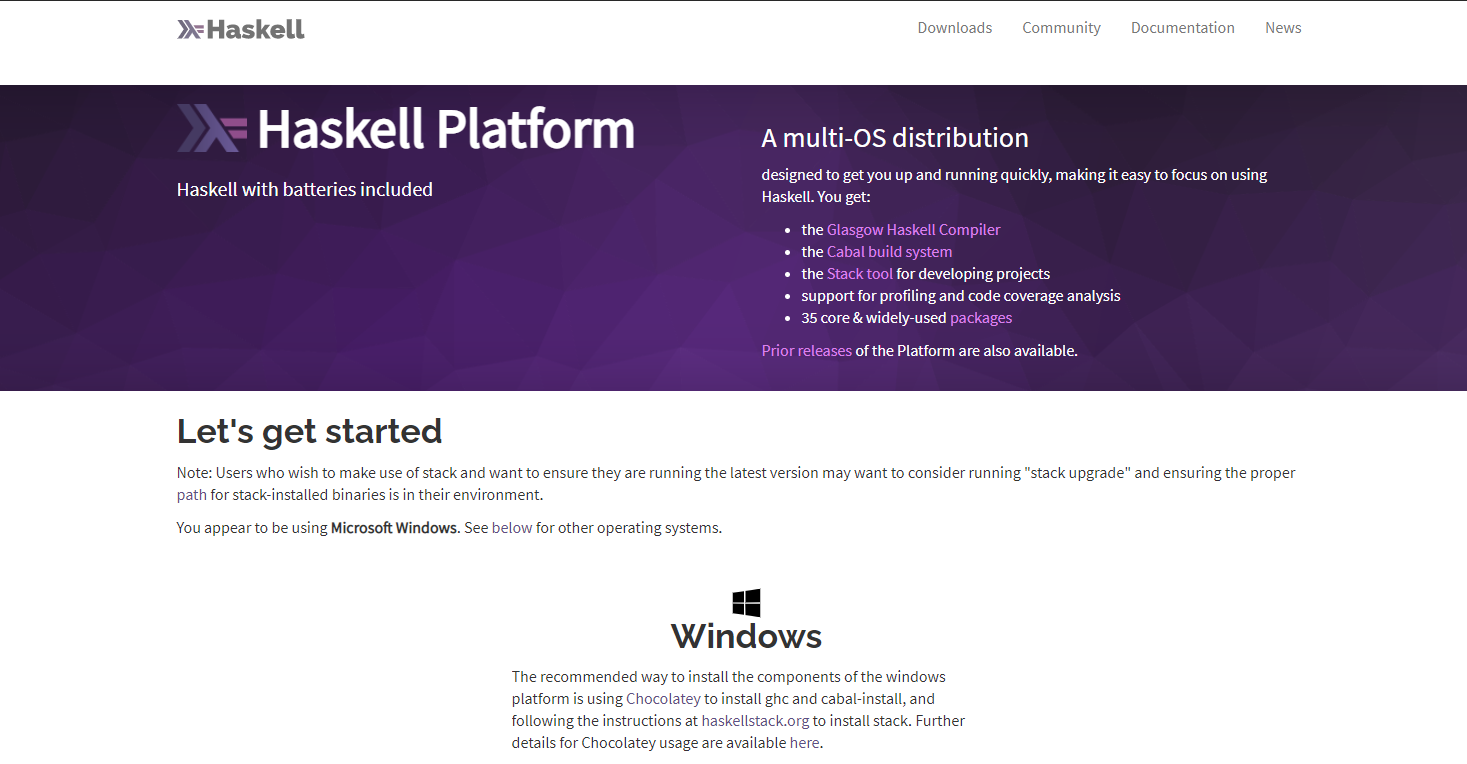 Haskell
Downloads Community Documentation News
Haskell Platform
Haskell with batteries included
A multi-OS distribution
designed to get you up and running quickly, making it easy to focus on using
Haskell. You get:
• the Glasgow Haskell Compiler
• the Cabal build system
• the Stack tool for developing projects
• support for profiling and code coverage analysis
• 35 core & widely-used packages
Prior releases of the Platform are also available.
Let's get started
Note: Users who wish to make use of stack and want to ensure they are running the latest version may want to consider running "stack upgrade" and ensuring the proper
path for stack-installed binaries is in their environment.
You appear to be using Microsoft Windows. See below for other operating systems.
Windows
The recommended way to install the components of the windows
platform is using Chocolatey to install ghc and cabal-install, and
following the instructions at haskellstack.org to install stack. Further
details for Chocolatey usage are available here.